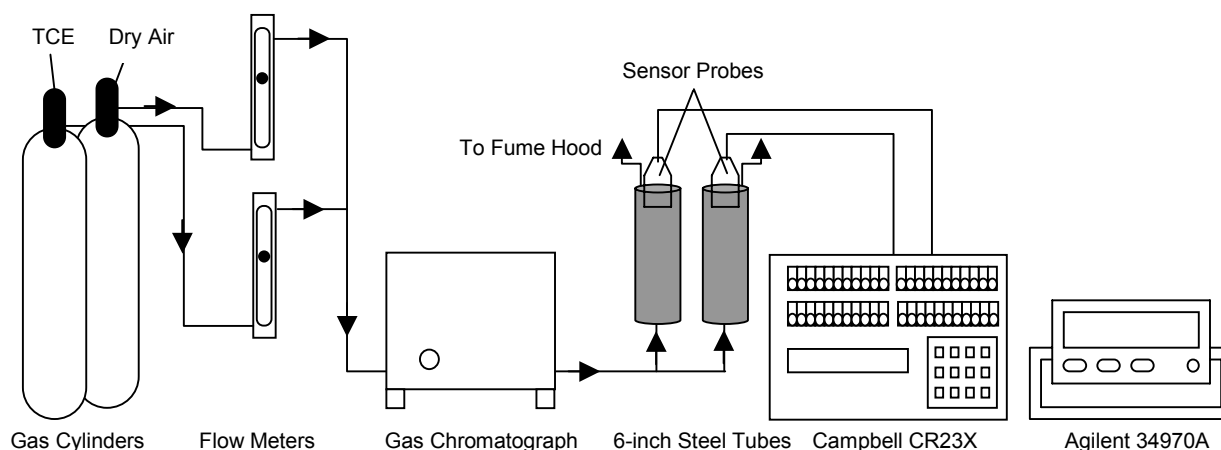 TCE
Dry Air
Sensor Probes
To Fume Hood
Gas Cylinders
Flow Meters
Gas Chromatograph
6-inch Steel Tubes
Campbell CR23X
Agilent 34970A